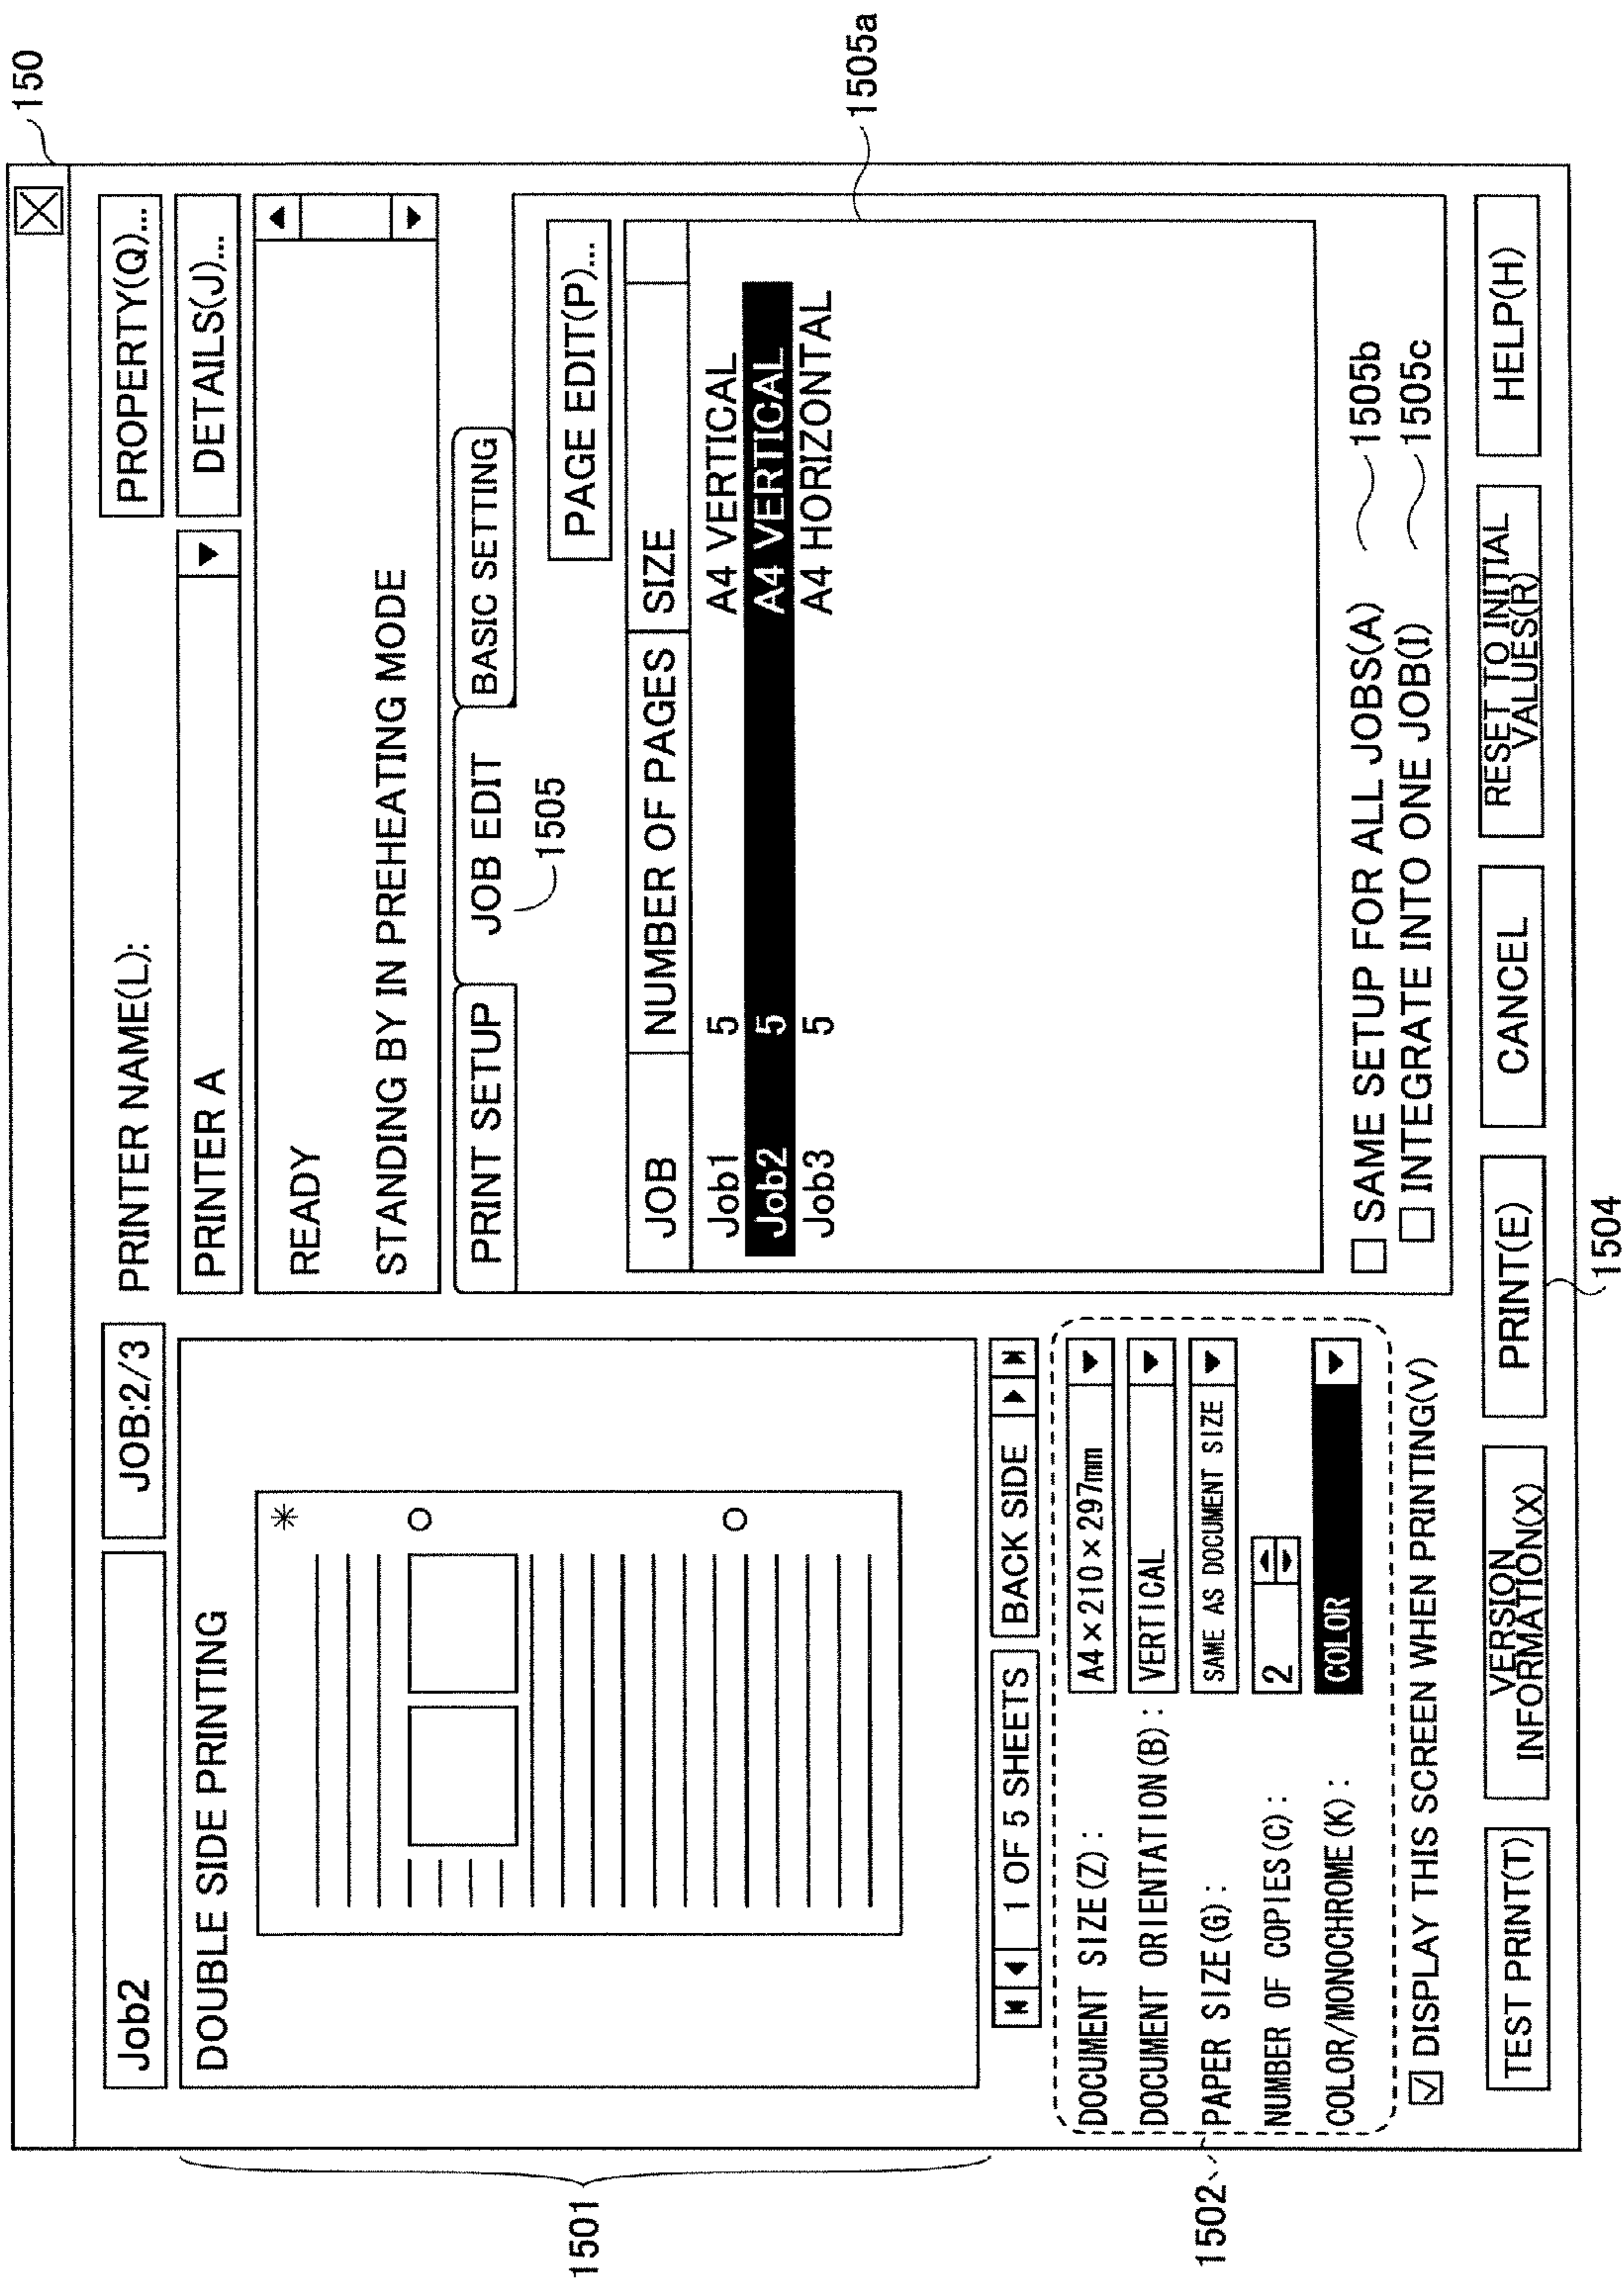 150
Job2
JOB:2/3
PRINTER NAME(L):
PROPERTY(Q)...
PRINTER A
DETAILS(J)...
DOUBLE SIDE PRINTING
READY
STANDING BY IN PREHEATING MODE
PRINT SETUP
JOB EDIT
BASIC SETTING
1505
PAGE EDIT(P)...
JOB
NUMBER OF PAGES
SIZE
Job1 5 A4 VERTICAL
Job2 5 A4 VERTICAL
Job3 5 A4 HORIZONTAL
1505a
1501
1 OF 5 SHEETS
BACK SIDE
DOCUMENT SIZE(Z): A4×210×297mm
DOCUMENT ORIENTATION(B): VERTICAL
PAPER SIZE(G): SAME AS DOCUMENT SIZE
NUMBER OF COPIES(C): 2
COLOR/MONOCHROME(K): COLOR
1502
SAME SETUP FOR ALL JOBS(A)
1505b
INTEGRATE INTO ONE JOB(I)
1505c
DISPLAY THIS SCREEN WHEN PRINTING(V)
TEST PRINT(T)
VERSION
INFORMATION(X)
PRINT(E)
CANCEL
RESET TO INITIAL
VALUES(R)
HELP(H)
1504